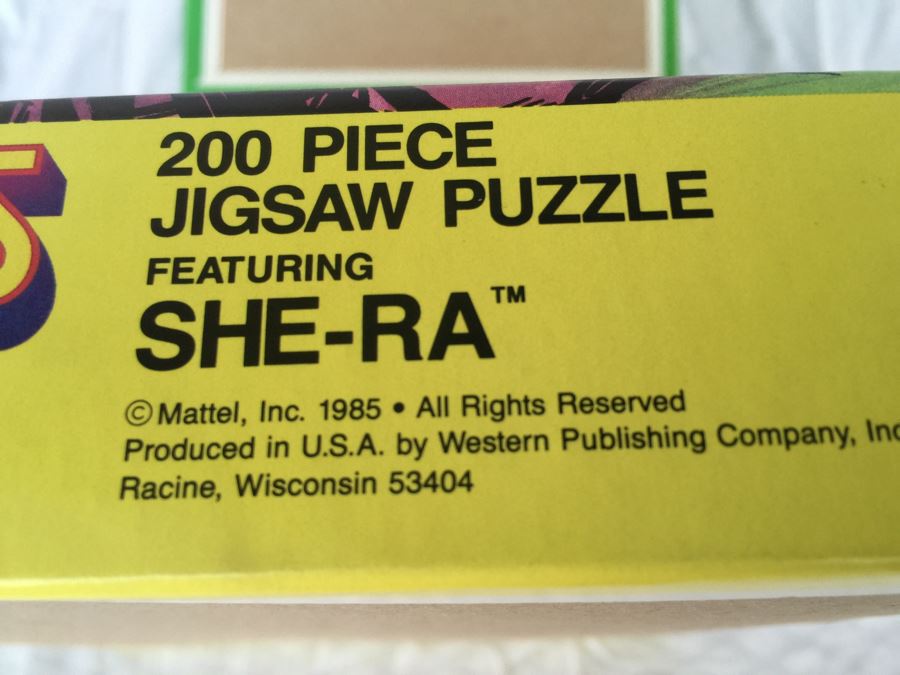 200 PIECE
JIGSAW PUZZLE
FEATURING
SHE-RA™
©Mattel, Inc. 1985 • All Rights Reserved
Produced in U.S.A. by Western Publishing Company, Inc
Racine, Wisconsin 53404